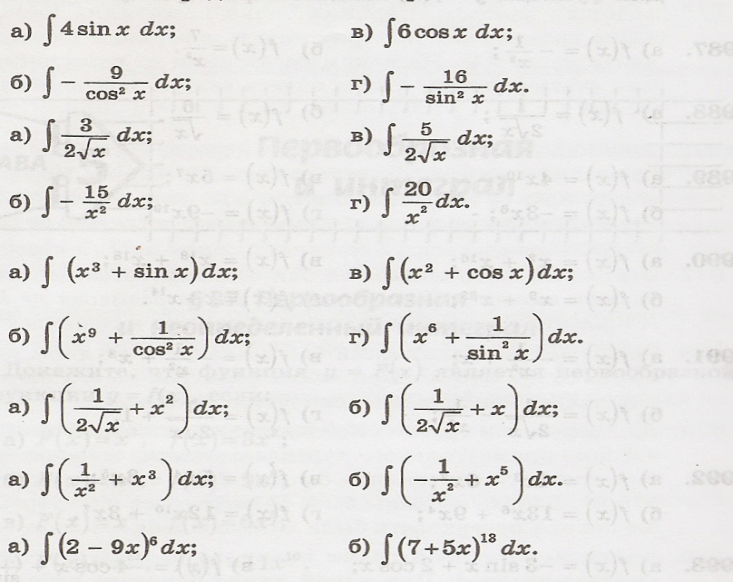 а) ∫ 4 sin x dx; в) ∫ 6 cos x dx;
б) ∫ − 9/cos² x dx; г) ∫ − 16/sin² x dx.
а) ∫ 3/(2√x) dx; в) ∫ 5/(2√x) dx;
б) ∫ − 15/x² dx; г) ∫ 20/x² dx.
а) ∫ (x³ + sin x) dx; в) ∫ (x² + cos x) dx;
б) ∫ (x⁹ + 1/cos² x) dx; г) ∫ (x⁶ + 1/sin² x) dx.
а) ∫ (1/(2√x) + x²) dx; б) ∫ (1/(2√x) + x) dx;
а) ∫ (1/x² + x³) dx; б) ∫ (−1/x² + x⁵) dx.
а) ∫ (2 − 9x)⁶ dx; б) ∫ (7 + 5x)¹³ dx.